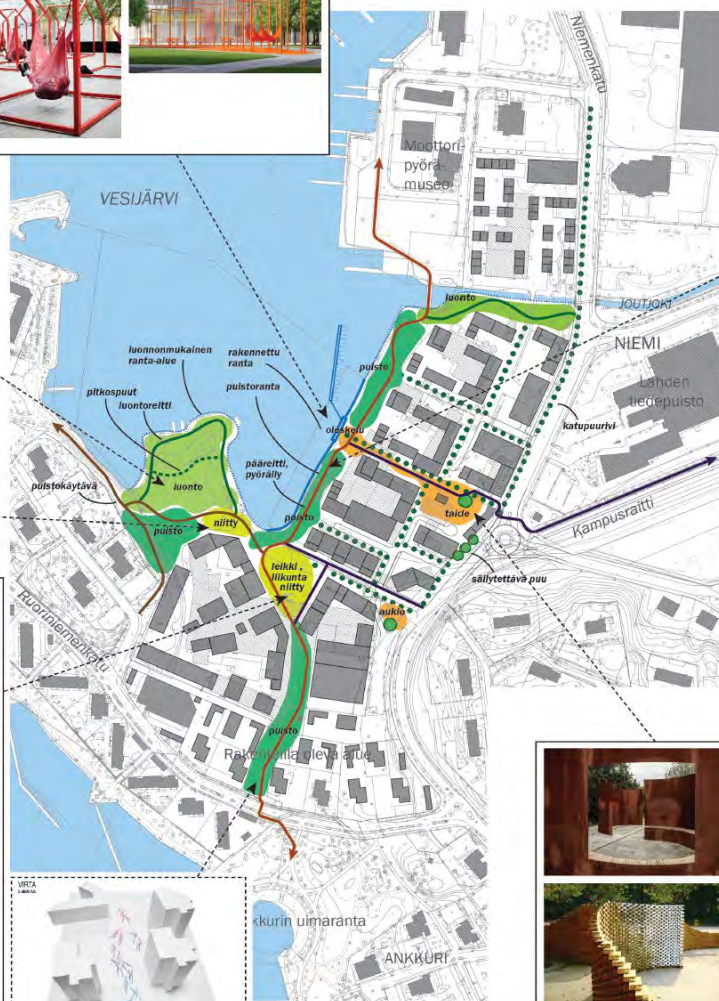 Niemenkatu
Moottori-
pyörä-
museo
VESIJÄRVI
luonto
JOUTJOKI
NIEMI
luonnonmukainen
ranta-alue
rakennettu
ranta
puisto
Lahden
tiedepuisto
pitkospuut
luontoreitti
puistoranta
oleskelu
katupuurivi
pääreitti,
pyöräily
luonto
puistokäytävä
taide
puisto
niitty
puisto
Kampusraitti
leikki,
liikunta
niitty
säilytettävä puu
aukio
Ruoriniemenkatu
puisto
Rakenteilla oleva alue
VIRTA
kkurin uimaranta
ANKKURI